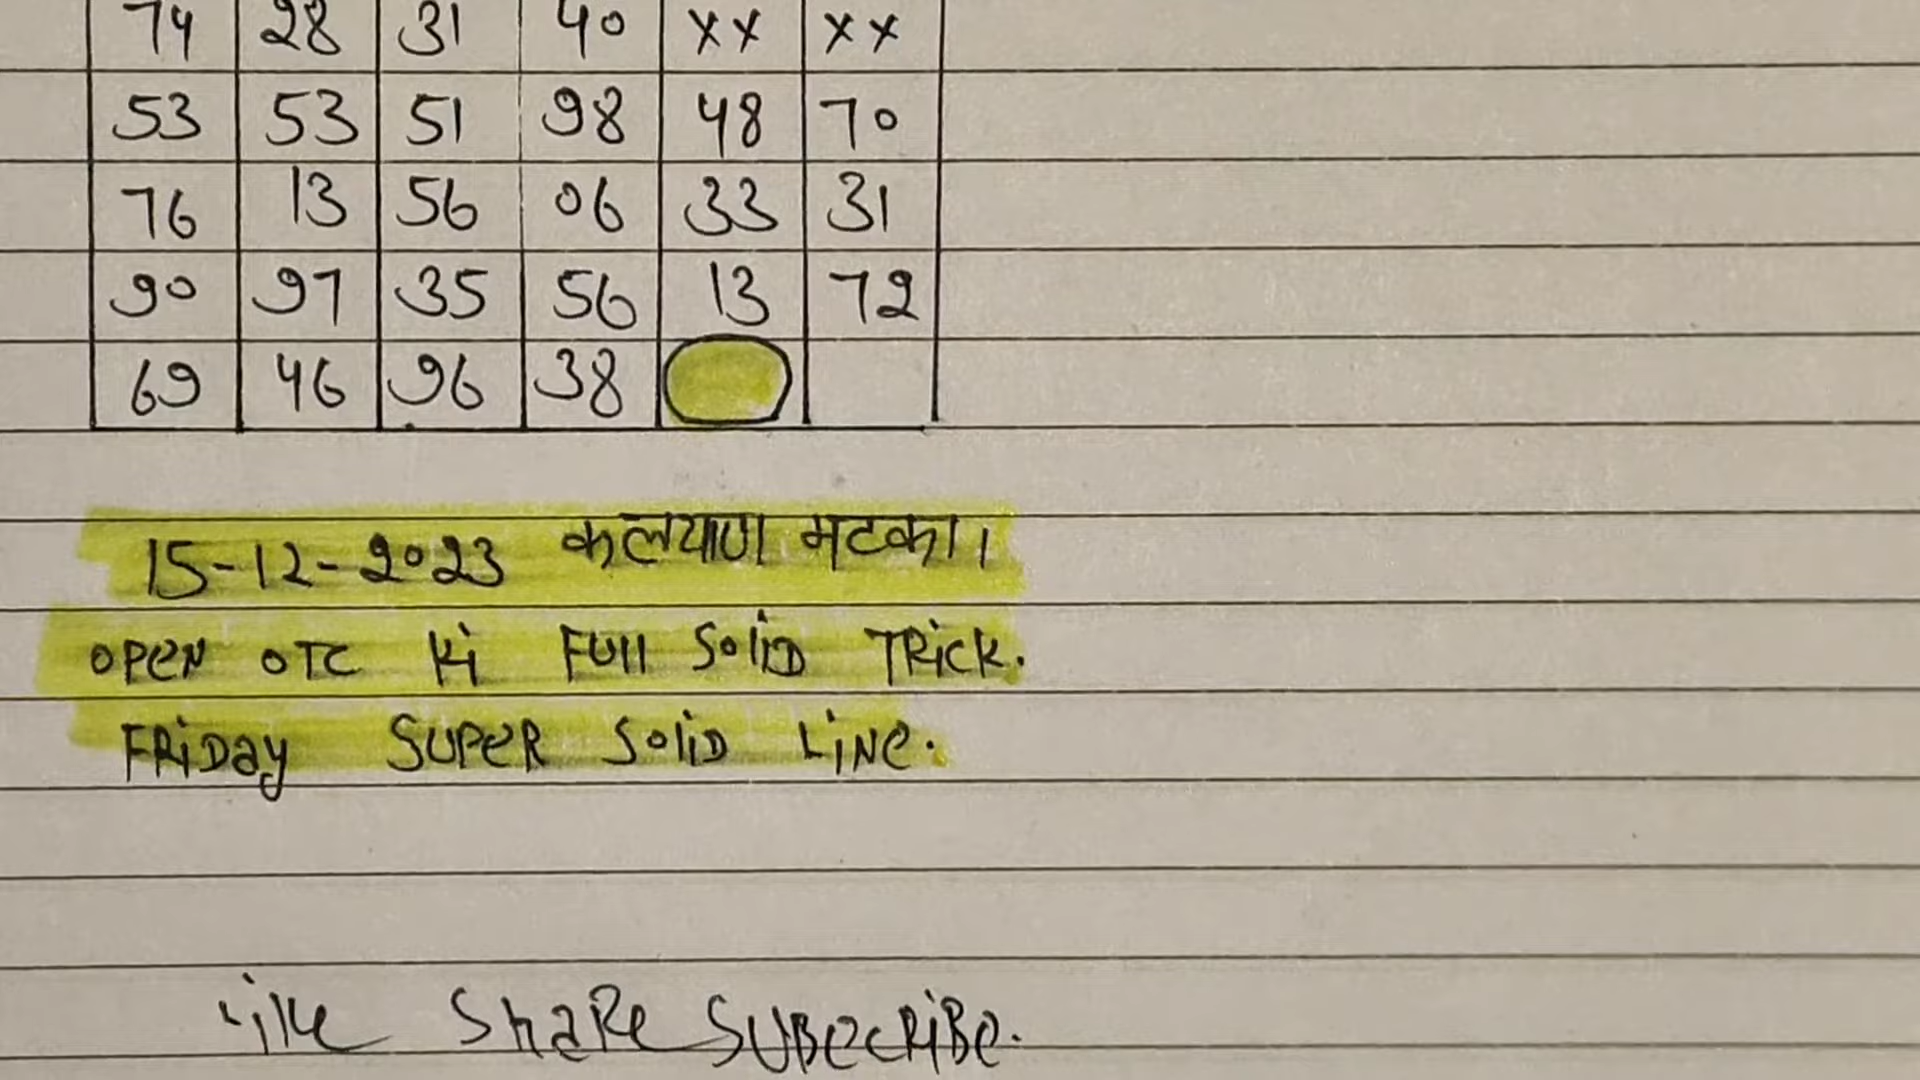 74 28 31 40 XX XX
53 53 51 98 48 70
76 13 56 06 33 31
90 97 35 56 13 72
69 46 96 38
15-12-2023 कल्याण मटका।
OPEN OTC Ki FUll Solid TRiCK.
FRiDay SUPER Solid LiNe.
Like ShaRe SUBECRiBe.